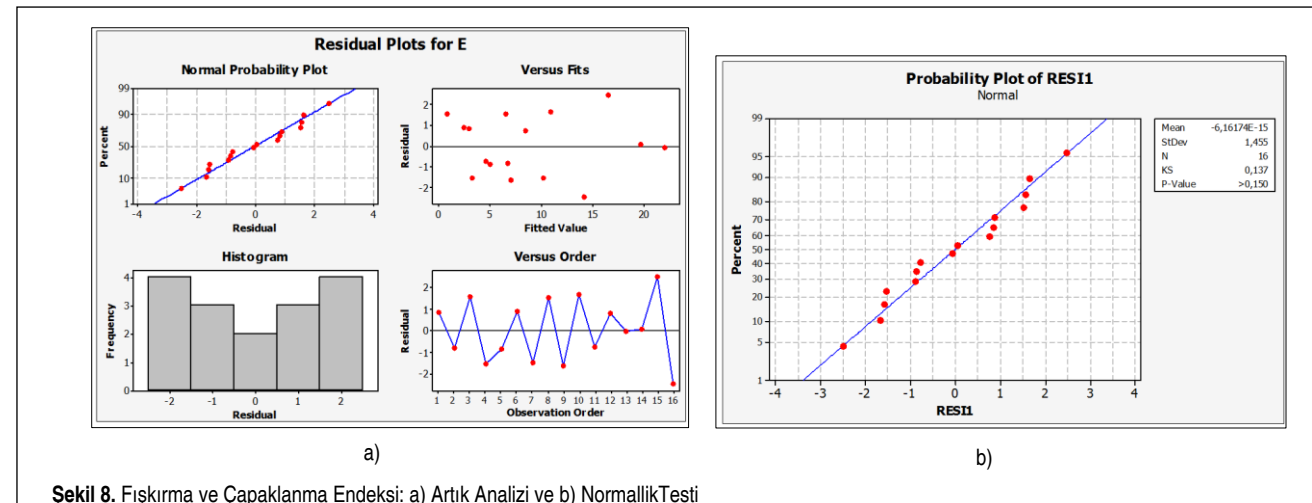 Residual Plots for E
Normal Probability Plot
Percent
99
90
50
10
1
-4 -2 0 2 4
Residual
Versus Fits
Residual
2
1
0
-1
-2
0 5 10 15 20
Fitted Value
Histogram
Frequency
4
3
2
1
0
-2 -1 0 1 2
Residual
Versus Order
Residual
2
1
0
-1
-2
1 2 3 4 5 6 7 8 9 10 11 12 13 14 15 16
Observation Order
a)
Probability Plot of RESI1
Normal
Percent
99
95
90
80
70
60
50
40
30
20
10
5
1
-4 -3 -2 -1 0 1 2 3 4
RESI1
Mean -6,16174E-15
StDev 1,455
N 16
KS 0,137
P-Value >0,150
b)
Şekil 8. Fışkırma ve Çapaklanma Endeksi: a) Artık Analizi ve b) NormallikTesti